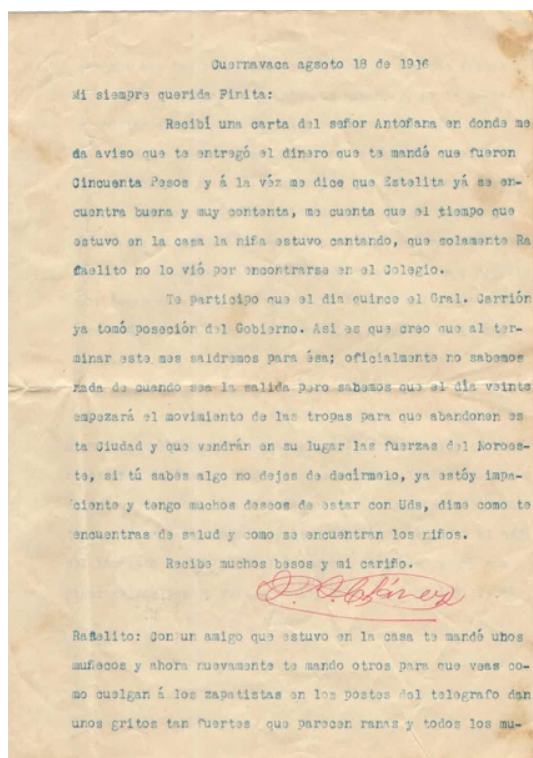 Cuernavaca agsoto 18 de 1916
Mi siempre querida Finita:
Recibí una carta del señor Antoñana en donde me
da aviso que te entregó el dinero que te mandé que fueron
Cincuenta Pesos y á la véz me dice que Estelita yá se en-
cuentra buena y muy contenta, me cuenta que el tiempo que
estuvo en la casa la niña estuvo cantando, que solamente Ra
faelito no lo vió por encontrarse en el Colegio.
Te participo que el dia quince el Gral. Carrión
ya tomó poseción del Gobierno. Asi es que creo que al ter-
minar este mes saldremos para ésa; oficialmente no sabemos
nada de cuando sea la salida pero sabemos que el día veinte
empezará el movimiento de las tropas para que abandonen es
ta Ciudad y que vendrán en su lugar las fuerzas del Noroes-
te, si tú sabes algo no dejes de decírmelo, ya estóy impa-
ciente y tengo muchos deseos de estar con Uds, dime como te
encuentras de salud y como se encuentran los niños.
Recibe muchos besos y mi cariño.
Rafaelito: Con un amigo que estuvo en la casa te mandé unos
muñecos y ahora nuevamente te mando otros para que veas co-
mo cuelgan á los zapatistas en los postes del telegrafo dan
unos gritos tan fuertes que parecen ranas y todos los mu-